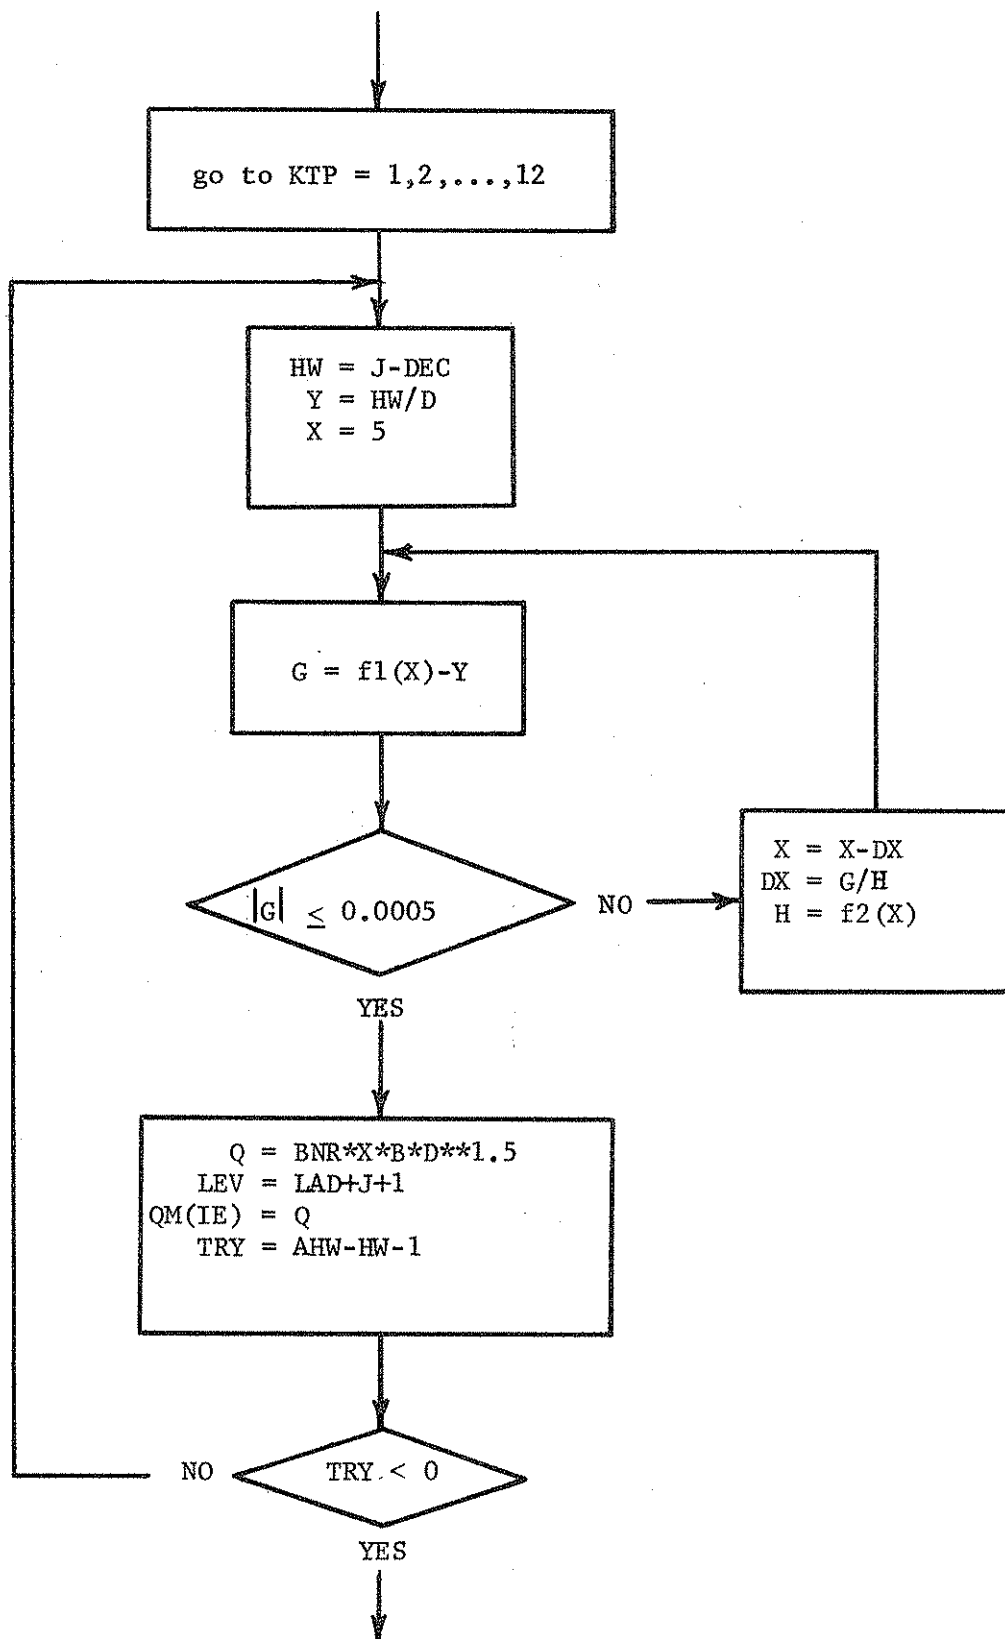 go to KTP = 1,2,...,12
HW = J-DEC
Y = HW/D
X = 5
G = f1(X)-Y
|G| ≤ 0.0005
NO
X = X-DX
DX = G/H
H = f2(X)
YES
Q = BNR*X*B*D**1.5
LEV = LAD+J+1
QM(IE) = Q
TRY = AHW-HW-1
NO
TRY < 0
YES